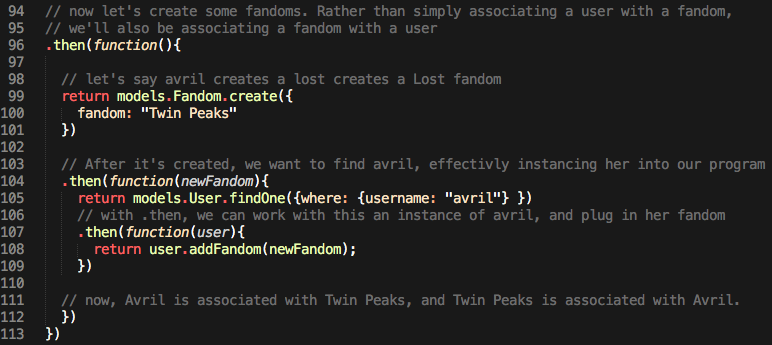 94 // now let's create some fandoms. Rather than simply associating a user with a fandom,
95 // we'll also be associating a fandom with a user
96 .then(function(){
97
98 // let's say avril creates a lost creates a Lost fandom
99 return models.Fandom.create({
100 fandom: "Twin Peaks"
101 })
102
103 // After it's created, we want to find avril, effectivly instancing her into our program
104 .then(function(newFandom){
105 return models.User.findOne({where: {username: "avril"} })
106 // with .then, we can work with this an instance of avril, and plug in her fandom
107 .then(function(user){
108 return user.addFandom(newFandom);
109 })
110
111 // now, Avril is associated with Twin Peaks, and Twin Peaks is associated with Avril.
112 })
113 })